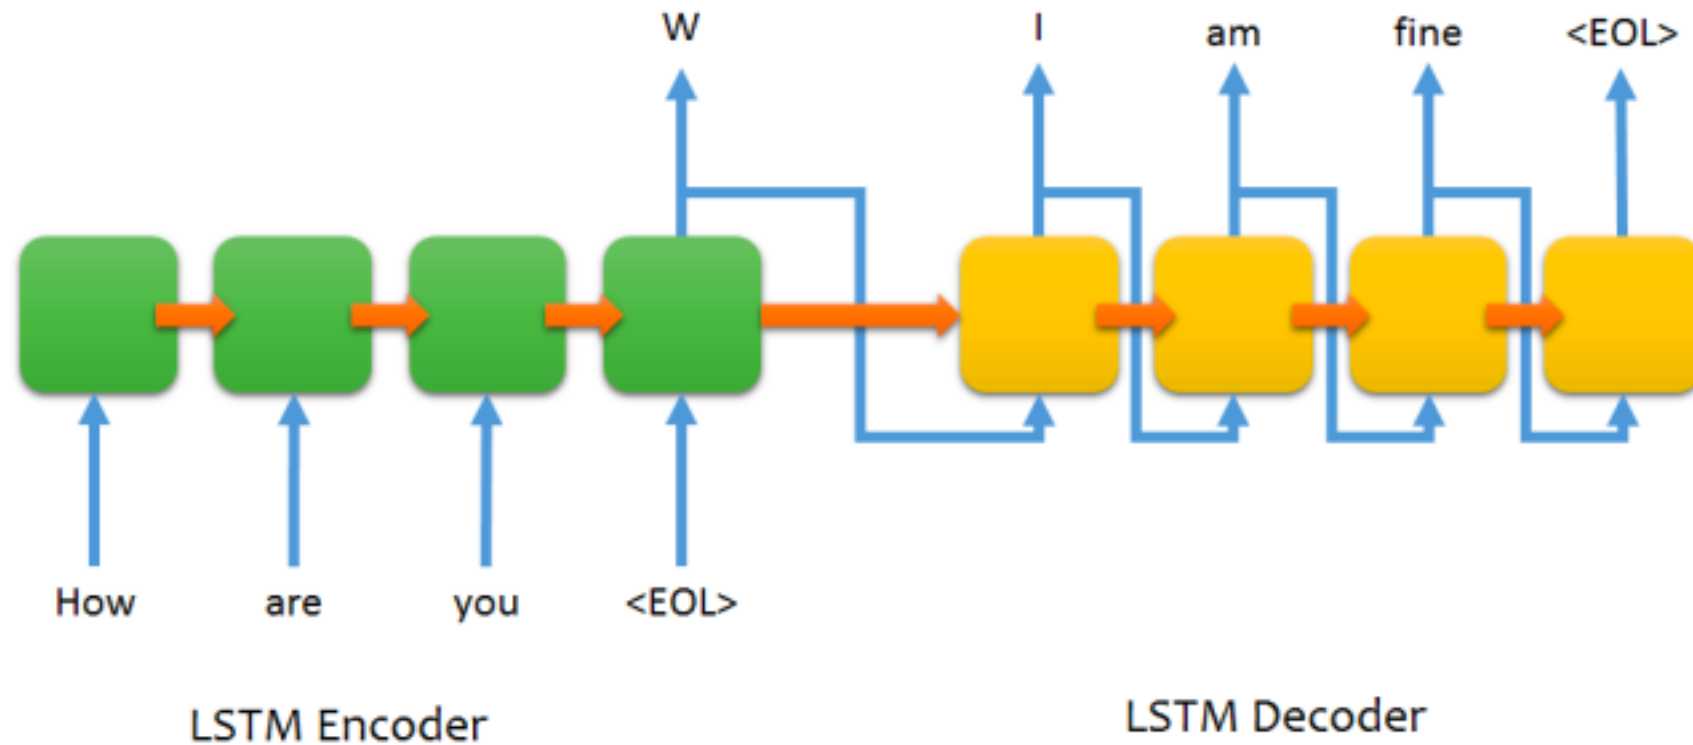 W I am fine <EOL>
How are you <EOL>
LSTM Encoder LSTM Decoder